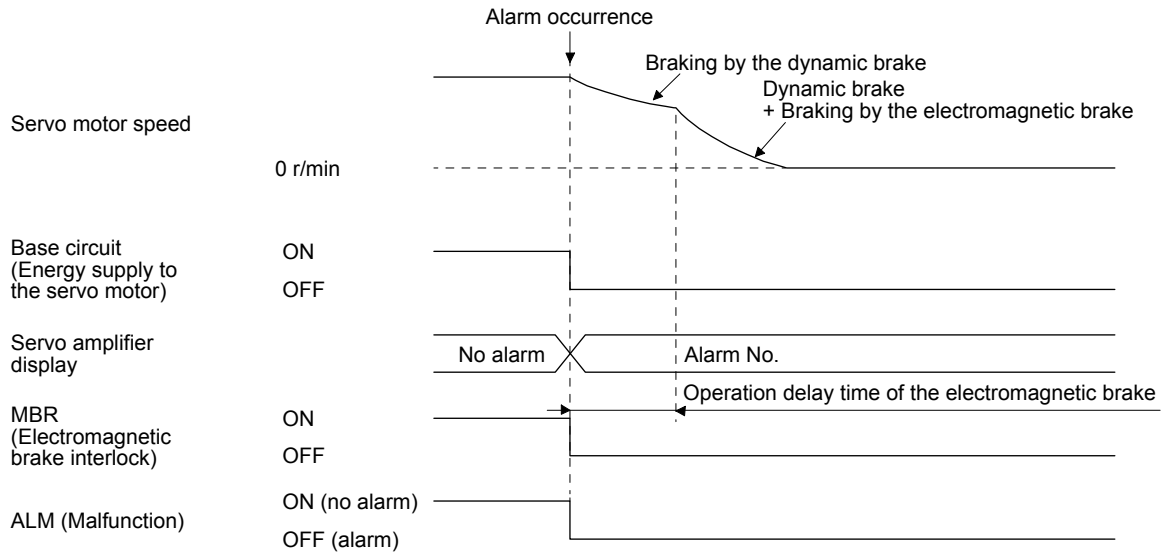 Alarm occurrence
Braking by the dynamic brake
Dynamic brake
+ Braking by the electromagnetic brake
Servo motor speed
0 r/min
Base circuit
(Energy supply to
the servo motor)
ON
OFF
Servo amplifier
display
No alarm
Alarm No.
Operation delay time of the electromagnetic brake
MBR
(Electromagnetic
brake interlock)
ON
OFF
ALM (Malfunction)
ON (no alarm)
OFF (alarm)